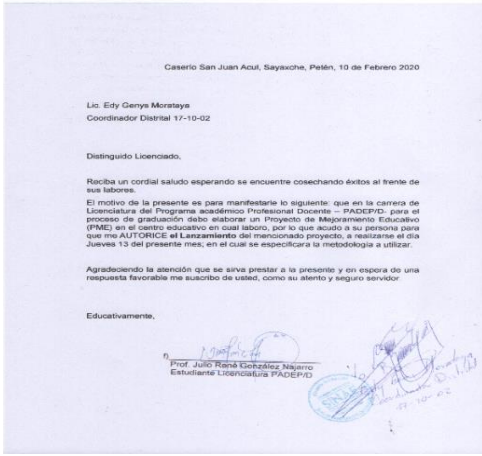 Caserío San Juan Acul, Sayaxche, Petén, 10 de Febrero 2020
Lic. Edy Genys Morataya
Coordinador Distrital 17-10-02
Distinguido Licenciado,
Reciba un cordial saludo esperando se encuentre cosechando éxitos al frente de
sus labores.
El motivo de la presente es para manifestarle lo siguiente: que en la carrera de
Licenciatura del Programa académico Profesional Docente – PADEP/D- para el
proceso de graduación debo elaborar un Proyecto de Mejoramiento Educativo
(PME) en el centro educativo en cual laboro, por lo que acudo a su persona para
que me AUTORICE el Lanzamiento del mencionado proyecto, a realizarse el día
Jueves 13 del presente mes; en el cual se especificara la metodología a utilizar.
Agradeciendo la atención que se sirva prestar a la presente y en espera de una
respuesta favorable me suscribo de usted, como su atento y seguro servidor.
Educativamente,
f)
Prof. Julio René González Najarro
Estudiante Licenciatura PADEP/D
SINAE
17-10-02